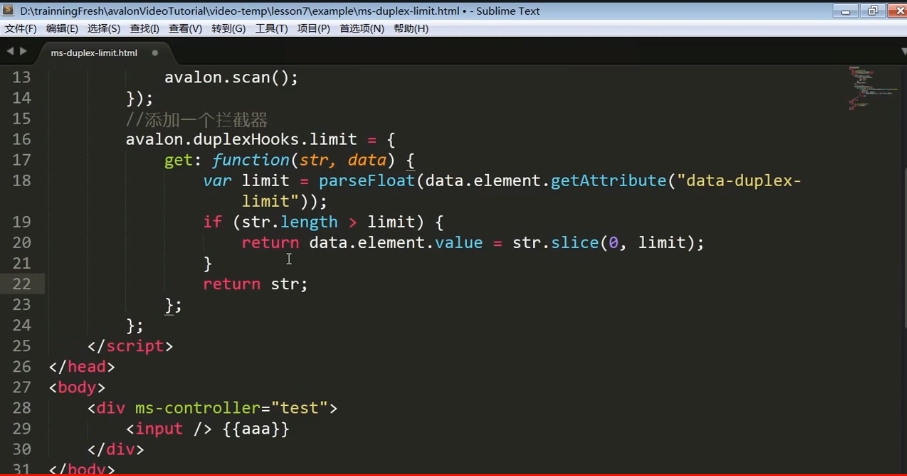 D:\trainningFresh\avalonVideoTutorial\video-temp\lesson7\example\ms-duplex-limit.html • - Sublime Text
文件(F) 编辑(E) 选择(S) 查找(I) 查看(V) 转到(G) 工具(T) 项目(P) 首选项(N) 帮助(H)
ms-duplex-limit.html
13 avalon.scan();
14 });
15 //添加一个拦截器
16 avalon.duplexHooks.limit = {
17 get: function(str, data) {
18 var limit = parseFloat(data.element.getAttribute("data-duplex-
limit"));
19 if (str.length > limit) {
20 return data.element.value = str.slice(0, limit);
21 }
22 return str;
23 };
24 };
25 </script>
26 </head>
27 <body>
28 <div ms-controller="test">
29 <input /> {{aaa}}
30 </div>
31 </body>